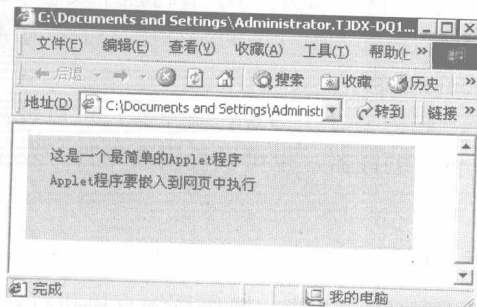 C:\Documents and Settings\Administrator.TJDX-DQ1...
文件(F) 编辑(E) 查看(V) 收藏(A) 工具(T) 帮助(H »
后退 搜索 收藏 历史 »
地址(D) C:\Documents and Settings\Administr 转到 链接 »
这是一个最简单的Applet程序
Applet程序要嵌入到网页中执行
完成 我的电脑